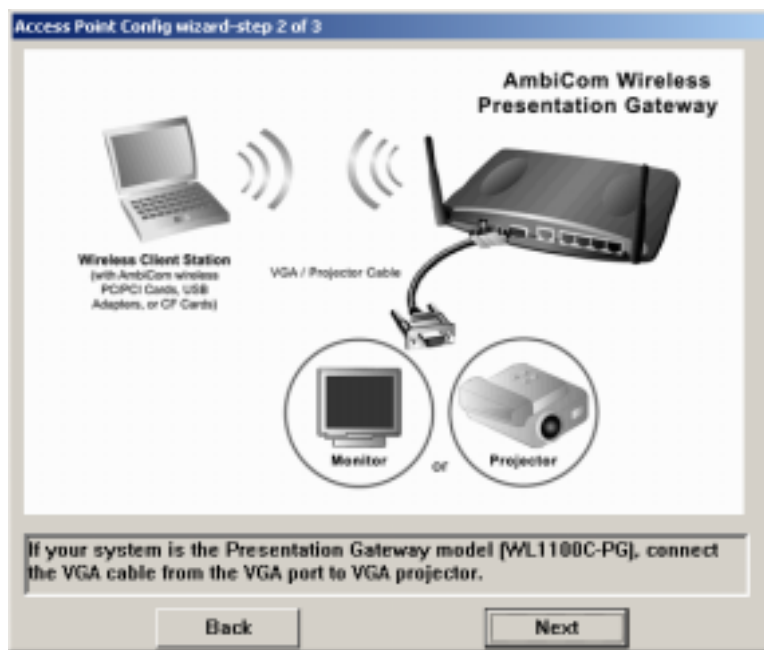 Access Point Config wizard-step 2 of 3
AmbiCom Wireless
Presentation Gateway
Wireless Client Station
(with AmbiCom wireless
PC/PCI Cards, USB
Adapters, or CF Cards)
VGA / Projector Cable
Monitor
or
Projector
If your system is the Presentation Gateway model (WL1100C-PG), connect
the VGA cable from the VGA port to VGA projector.
Back
Next